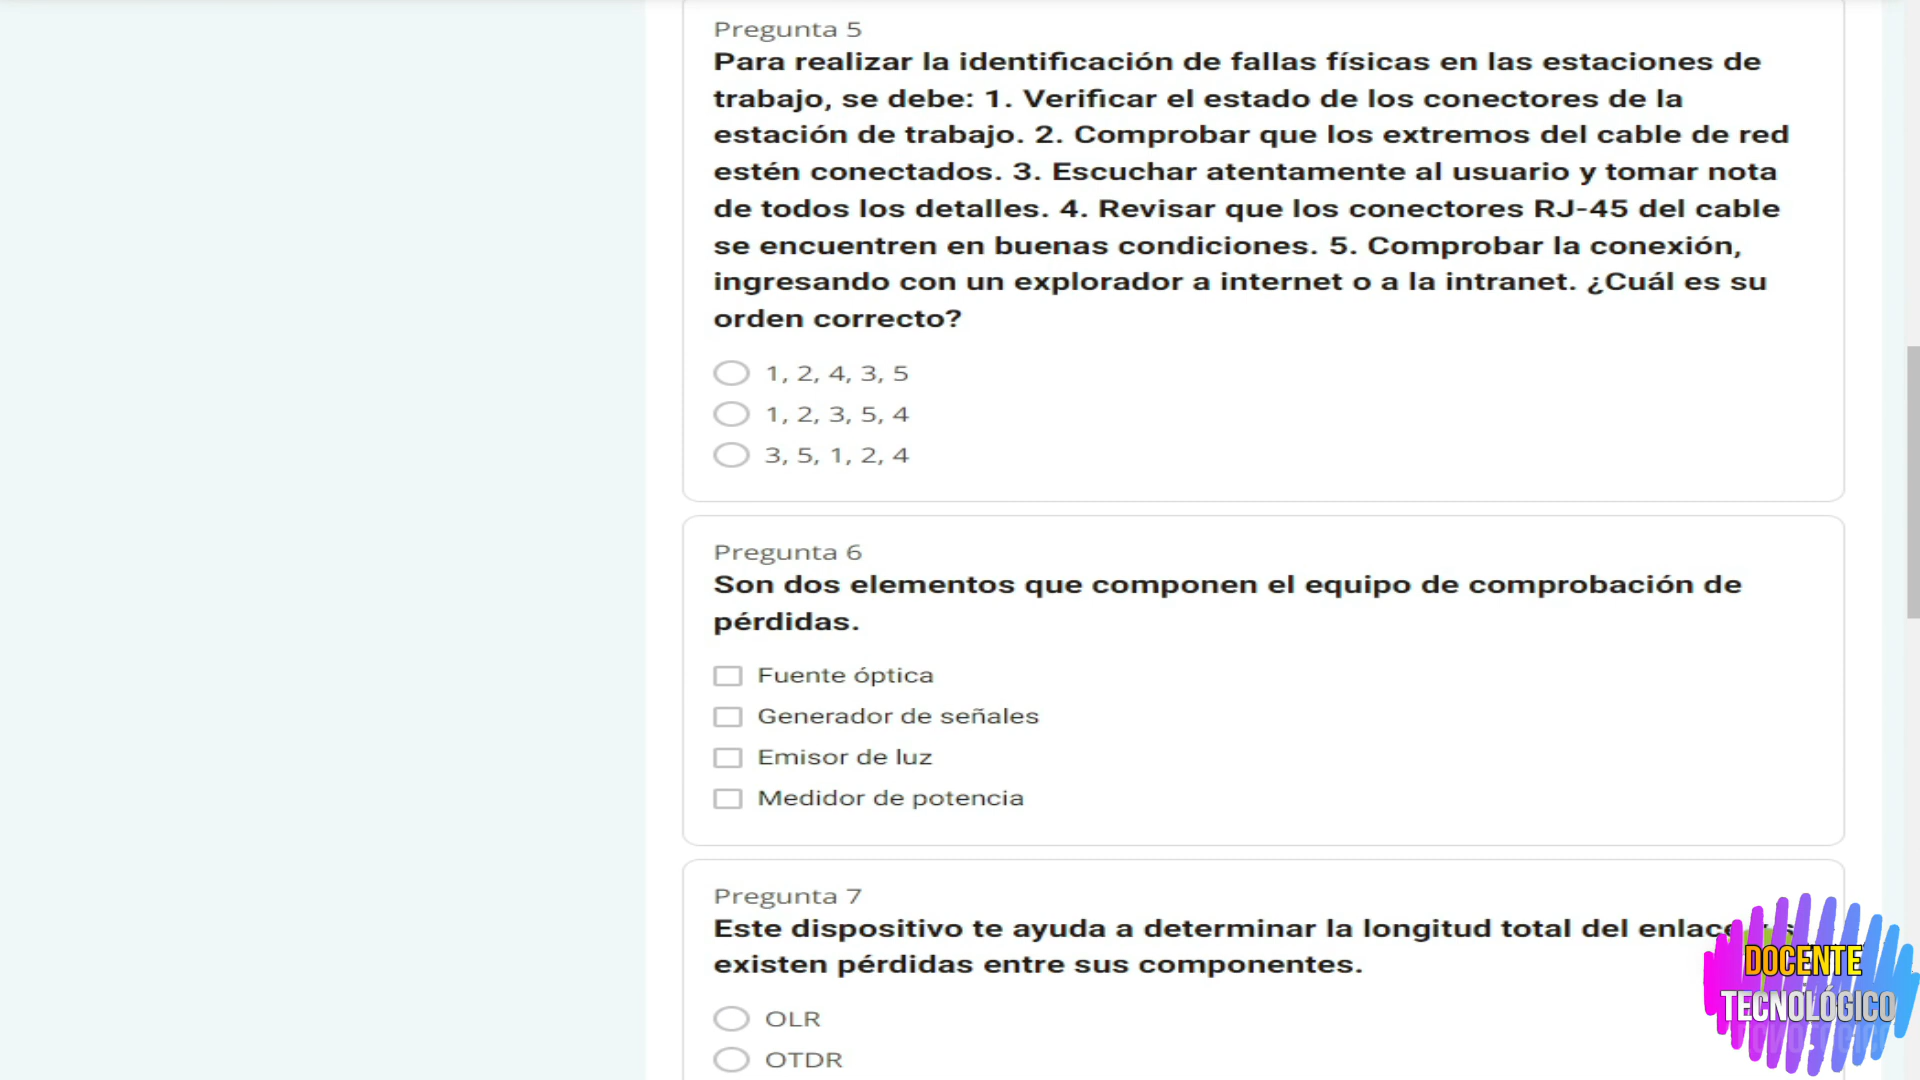 Pregunta 5
Para realizar la identificación de fallas físicas en las estaciones de
trabajo, se debe: 1. Verificar el estado de los conectores de la
estación de trabajo. 2. Comprobar que los extremos del cable de red
estén conectados. 3. Escuchar atentamente al usuario y tomar nota
de todos los detalles. 4. Revisar que los conectores RJ-45 del cable
se encuentren en buenas condiciones. 5. Comprobar la conexión,
ingresando con un explorador a internet o a la intranet. ¿Cuál es su
orden correcto?
1, 2, 4, 3, 5
1, 2, 3, 5, 4
3, 5, 1, 2, 4
Pregunta 6
Son dos elementos que componen el equipo de comprobación de
pérdidas.
Fuente óptica
Generador de señales
Emisor de luz
Medidor de potencia
Pregunta 7
Este dispositivo te ayuda a determinar la longitud total del enlace
existen pérdidas entre sus componentes.
OLR
OTDR
DOCENTE
TECNOLÓGICO